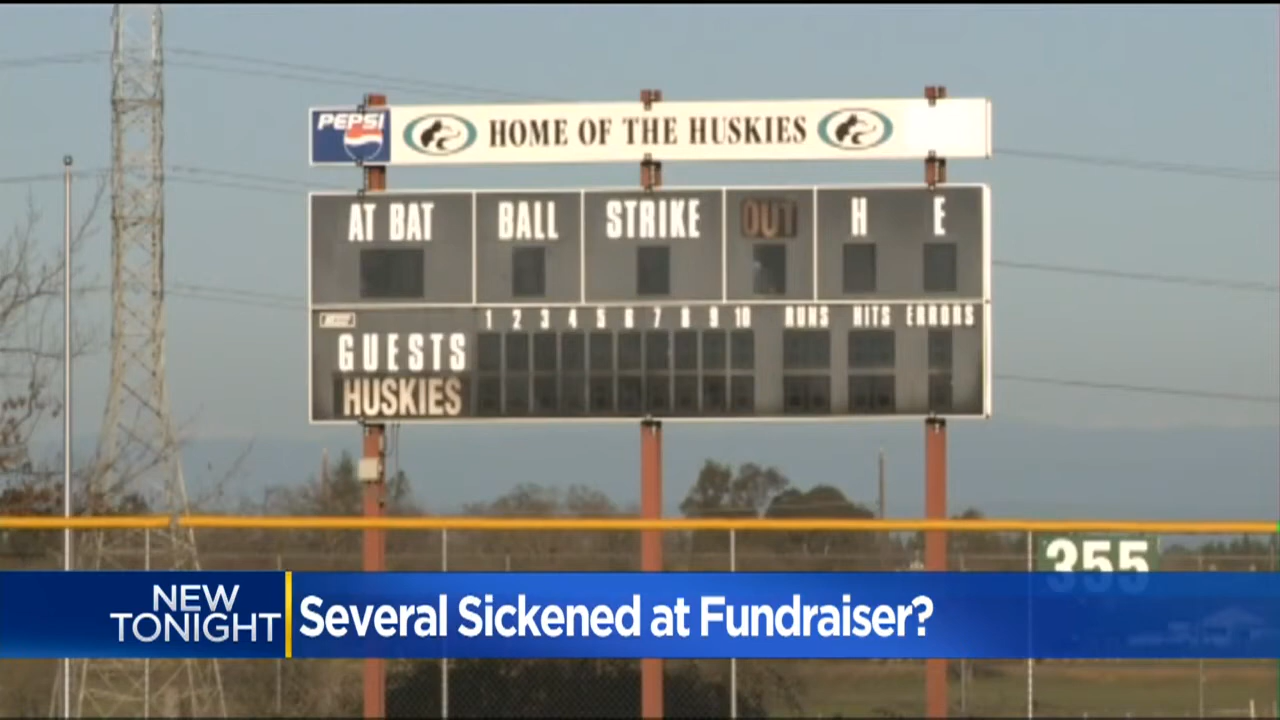 PEPSI
HOME OF THE HUSKIES
AT BAT BALL STRIKE OUT H E
1 2 3 4 5 6 7 8 9 10 RUNS HITS ERRORS
GUESTS
HUSKIES
355
NEW TONIGHT
Several Sickened at Fundraiser?